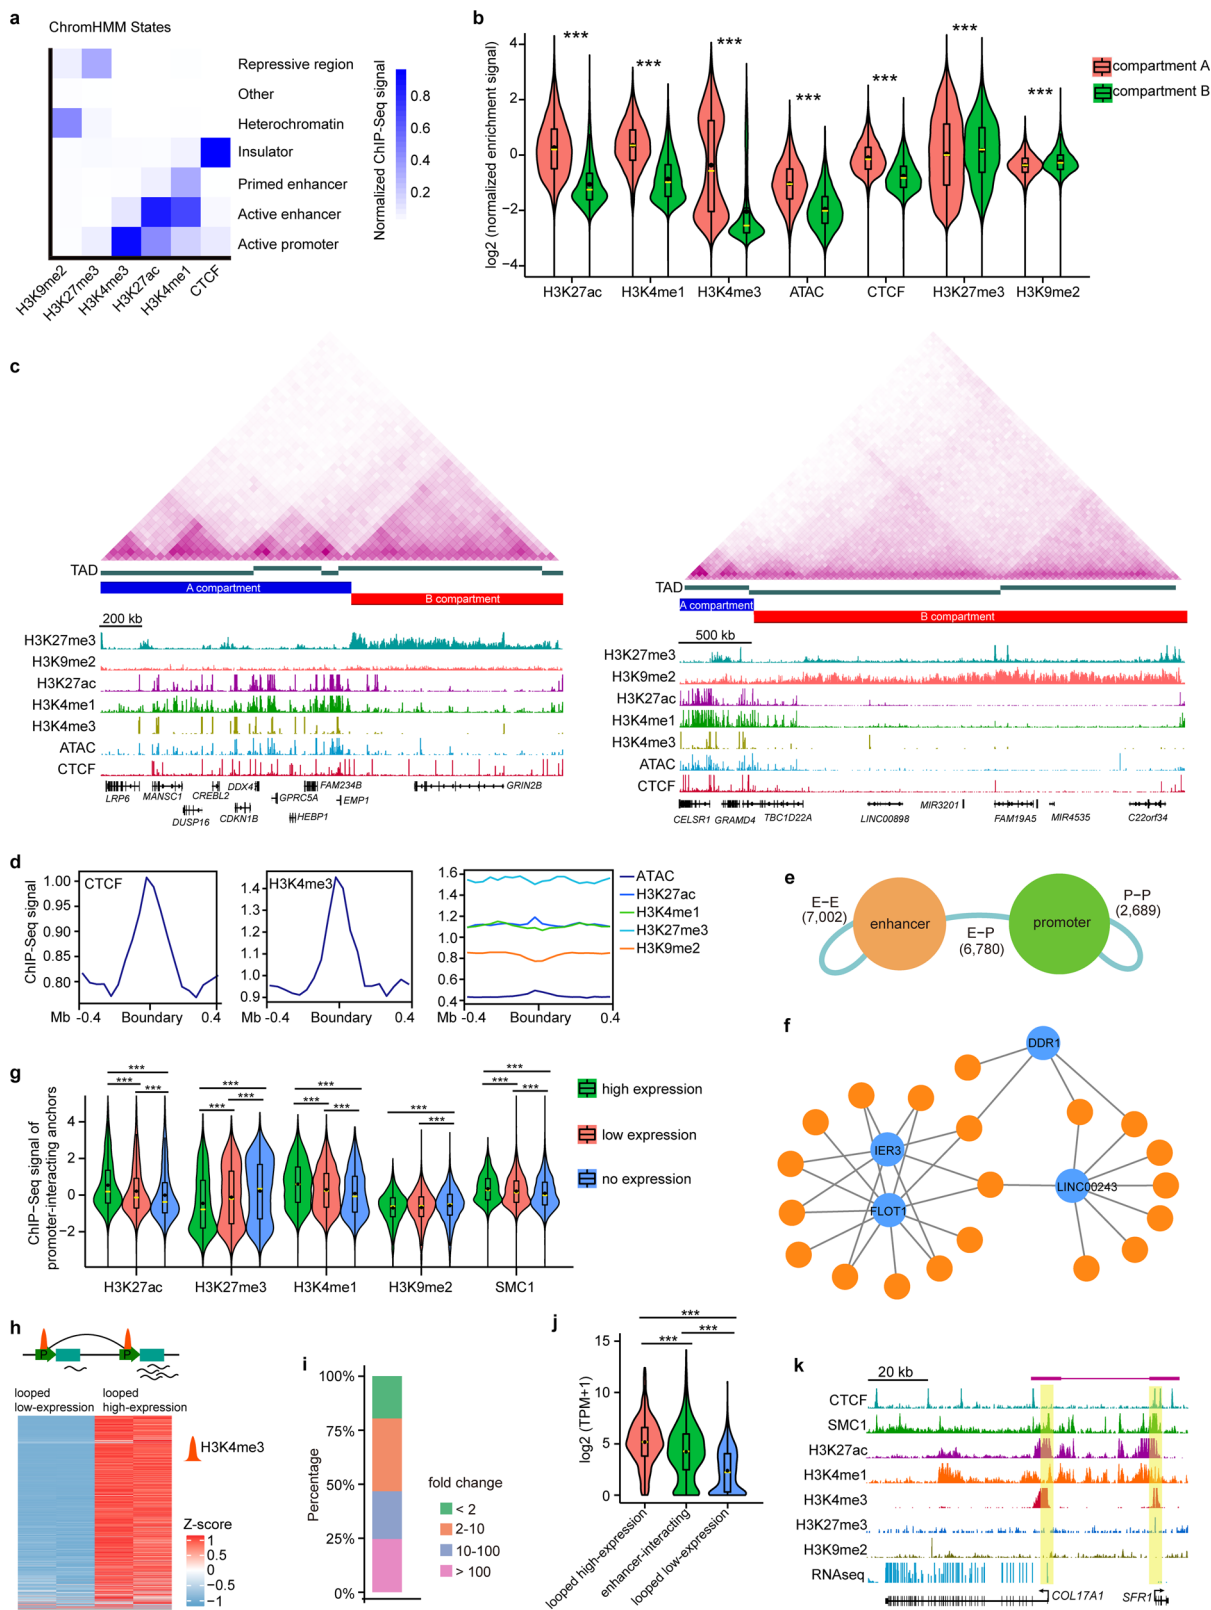 a
ChromHMM States
Repressive region
Other
Heterochromatin
Insulator
Primed enhancer
Active enhancer
Active promoter
H3K9me2
H3K27me3
H3K4me3
H3K27ac
H3K4me1
CTCF
Normalized ChIP-Seq signal
0.8
0.6
0.4
0.2
b
log2 (normalized enrichment signal)
4
2
0
−2
−4
*** *** *** *** *** *** ***
H3K27ac H3K4me1 H3K4me3 ATAC CTCF H3K27me3 H3K9me2
compartment A
compartment B
c
TAD
A compartment
B compartment
200 kb
H3K27me3
H3K9me2
H3K27ac
H3K4me1
H3K4me3
ATAC
CTCF
LRP6 MANSC1 CREBL2 DDX47 FAM234B GRIN2B
GPRC5A EMP1
DUSP16 CDKN1B HEBP1
TAD
A compartment
B compartment
500 kb
H3K27me3
H3K9me2
H3K27ac
H3K4me1
H3K4me3
ATAC
CTCF
MIR3201
CELSR1 GRAMD4 TBC1D22A LINC00898 FAM19A5 MIR4535 C22orf34
d
ChIP-Seq signal
CTCF
1.00
0.95
0.90
0.85
0.80
Mb -0.4 Boundary 0.4
H3K4me3
1.4
1.3
1.2
1.1
1.0
0.9
Mb -0.4 Boundary 0.4
1.6
1.4
1.2
1.0
0.8
0.6
0.4
Mb -0.4 Boundary 0.4
ATAC
H3K27ac
H3K4me1
H3K27me3
H3K9me2
e
E−E
(7,002)
enhancer
E−P
(6,780)
promoter
P−P
(2,689)
f
DDR1
IER3
LINC00243
FLOT1
g
ChIP-Seq signal of
promoter-interacting anchors
4
2
0
−2
*** *** *** *** ***
*** *** *** *** ***
*** *** *** ***
H3K27ac H3K27me3 H3K4me1 H3K9me2 SMC1
high expression
low expression
no expression
h
P P
looped
low-expression
looped
high-expression
H3K4me3
Z-score
1
0.5
0
−0.5
−1
i
Percentage
100%
75%
50%
25%
0%
fold change
< 2
2-10
10-100
> 100
j
log2 (TPM+1)
15
10
5
0
***
***
***
looped high-expression
enhancer-interacting
looped low-expression
k
20 kb
CTCF
SMC1
H3K27ac
H3K4me1
H3K4me3
H3K27me3
H3K9me2
RNAseq
COL17A1 SFR1